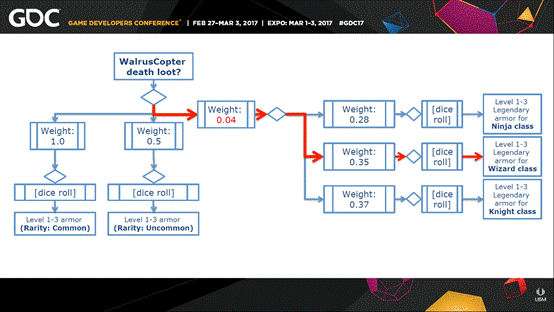 GDC
GAME DEVELOPERS CONFERENCE® | FEB 27-MAR 3, 2017 | EXPO: MAR 1-3, 2017 #GDC17
WalrusCopter
death loot?
Weight:
1.0
Weight:
0.5
Weight:
0.04
[dice roll]
[dice roll]
Level 1-3 armor
(Rarity: Common)
Level 1-3 armor
(Rarity: Uncommon)
Weight:
0.28
[dice
roll]
Level 1-3
Legendary
armor for
Ninja class
Weight:
0.35
[dice
roll]
Level 1-3
Legendary
armor for
Wizard class
Weight:
0.37
[dice
roll]
Level 1-3
Legendary
armor for
Knight class
UBM